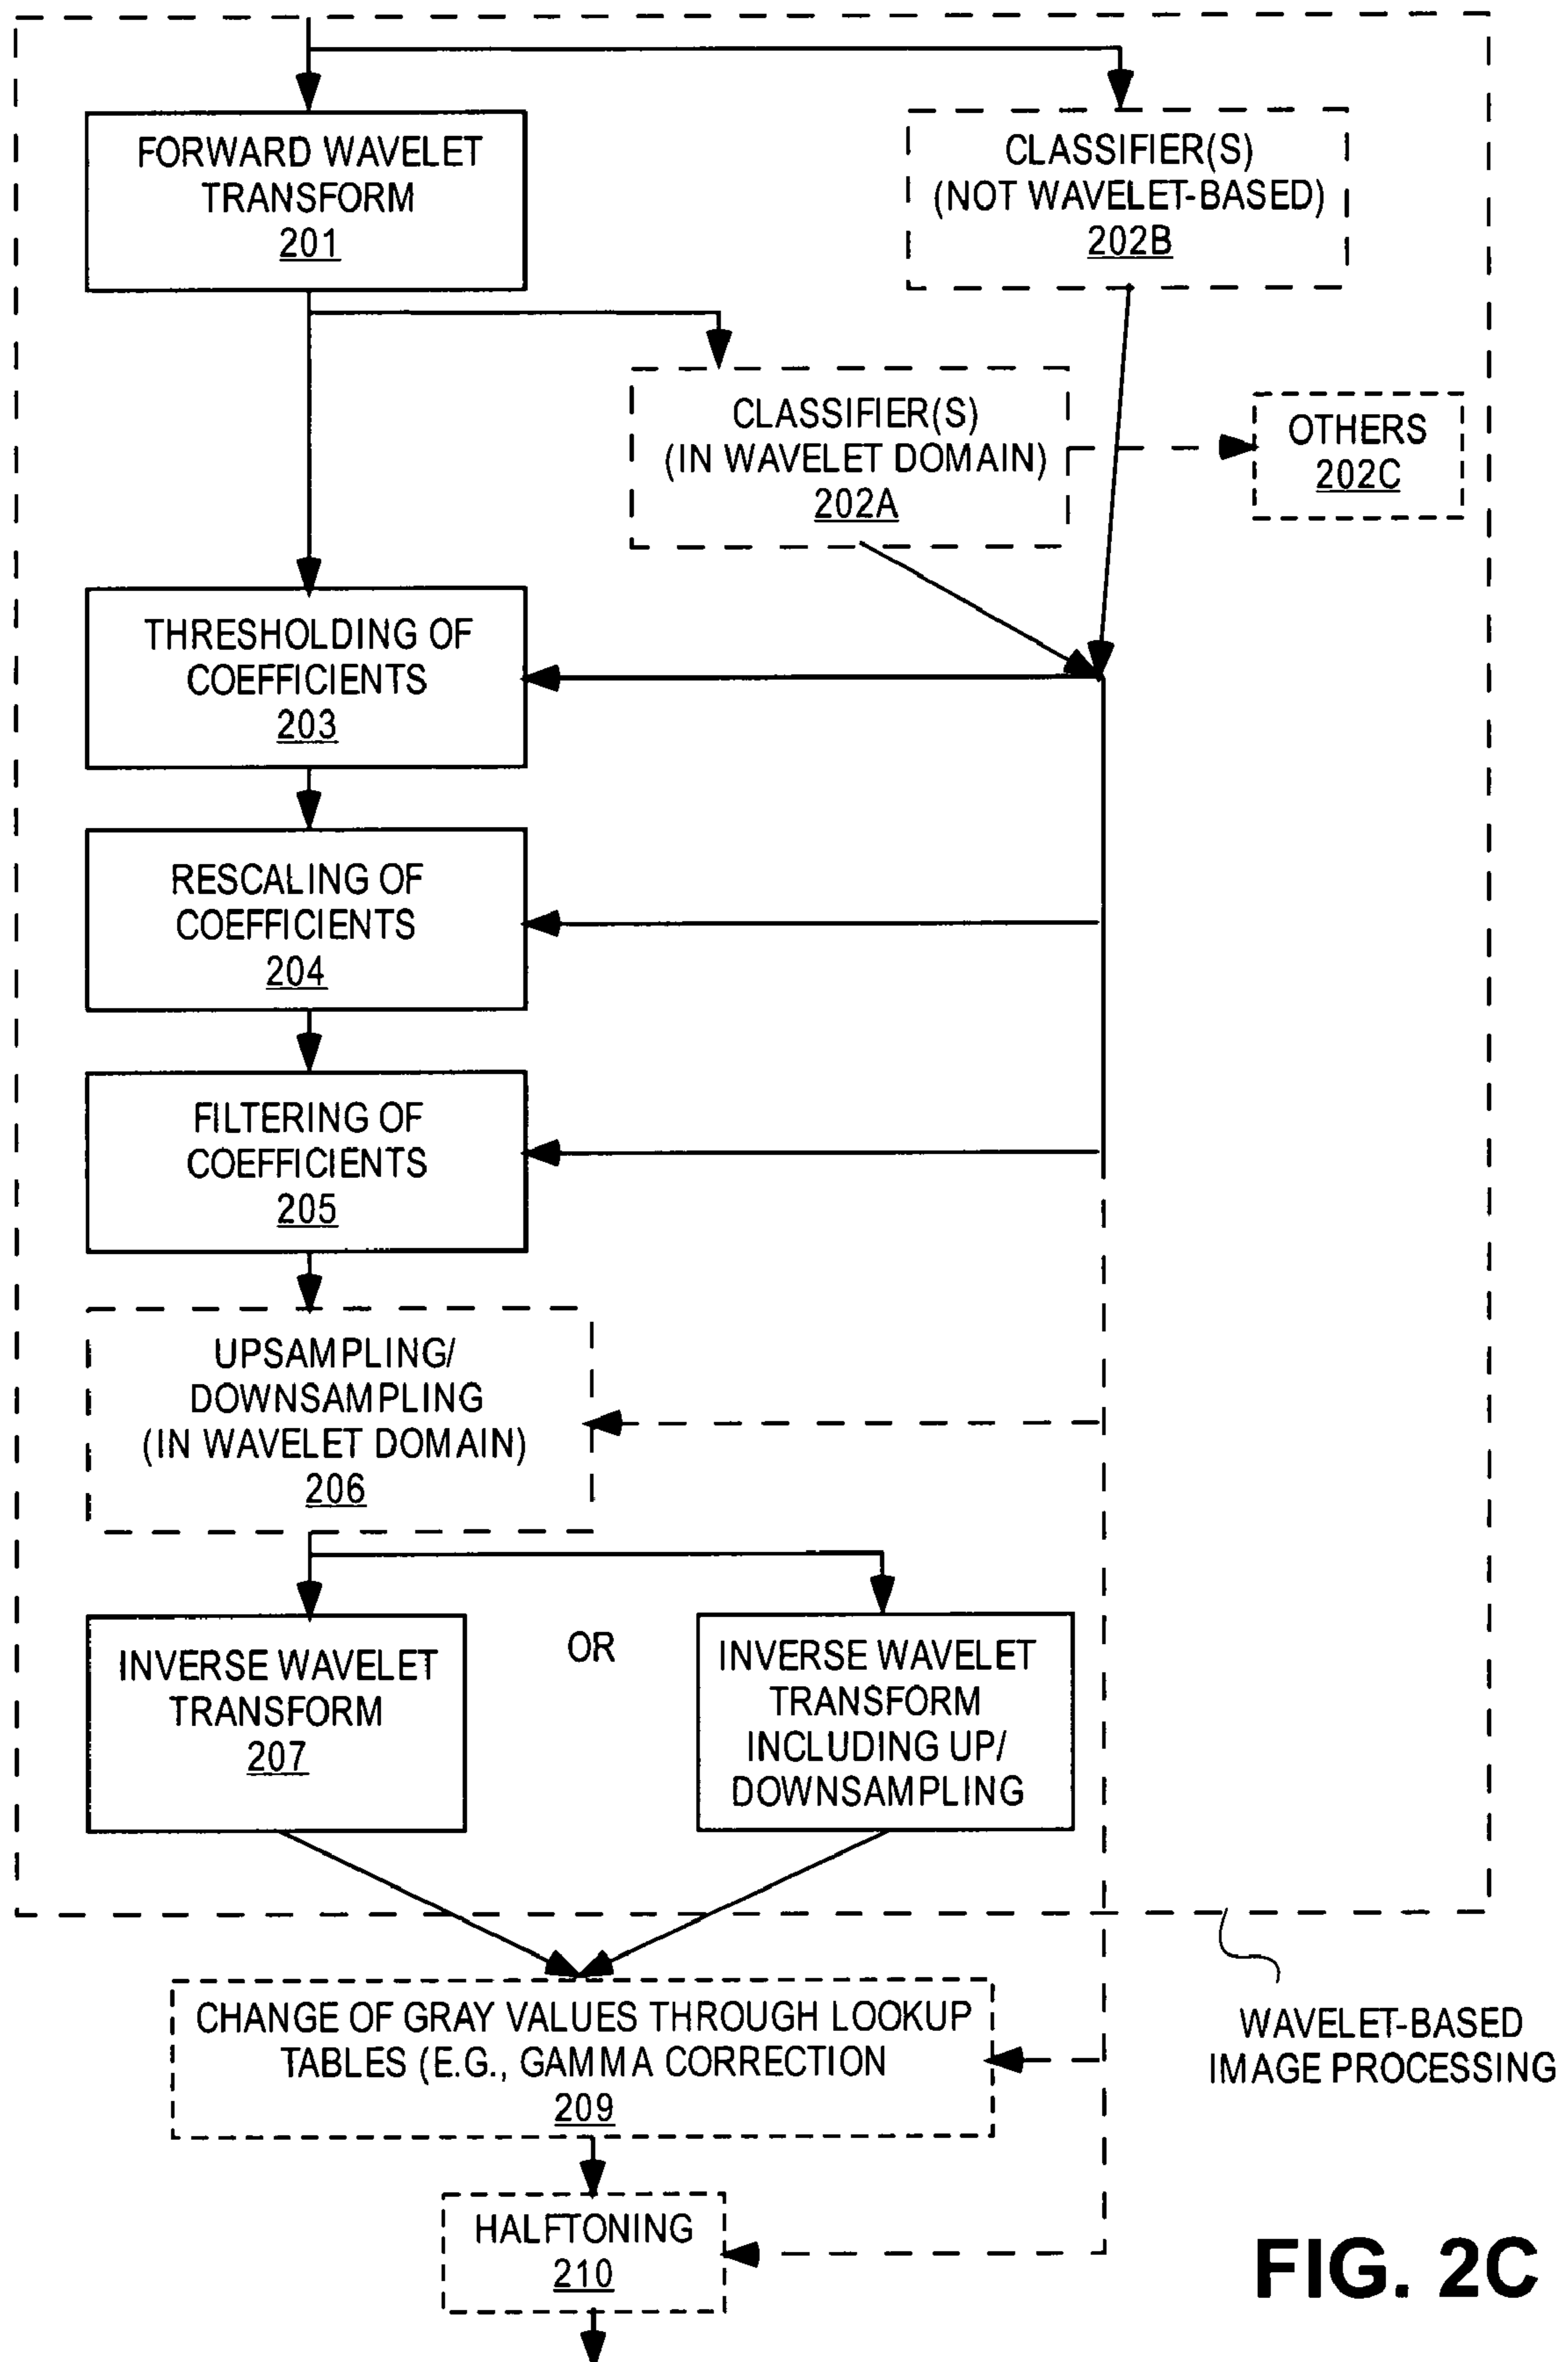 FORWARD WAVELET
TRANSFORM
201
CLASSIFIER(S)
(NOT WAVELET-BASED)
202B
CLASSIFIER(S)
(IN WAVELET DOMAIN)
202A
OTHERS
202C
THRESHOLDING OF
COEFFICIENTS
203
RESCALING OF
COEFFICIENTS
204
FILTERING OF
COEFFICIENTS
205
UPSAMPLING/
DOWNSAMPLING
(IN WAVELET DOMAIN)
206
INVERSE WAVELET
TRANSFORM
207
OR
INVERSE WAVELET
TRANSFORM
INCLUDING UP/
DOWNSAMPLING
CHANGE OF GRAY VALUES THROUGH LOOKUP
TABLES (E.G., GAMMA CORRECTION
209
WAVELET-BASED
IMAGE PROCESSING
HALFTONING
210
FIG. 2C